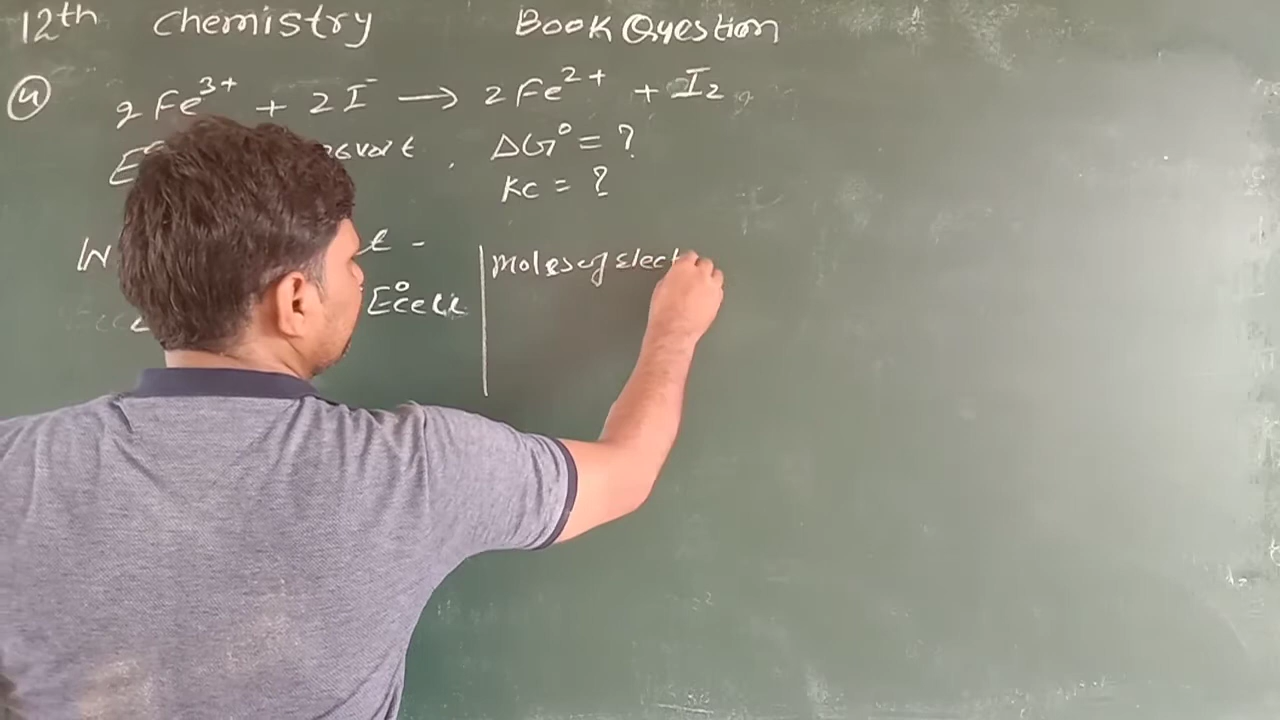 12th Chemistry Book Question
④ 2Fe³⁺ + 2I⁻ → 2Fe²⁺ + I₂
ΔG° = ?
Kc = ?
Moles of Elect
E°cell